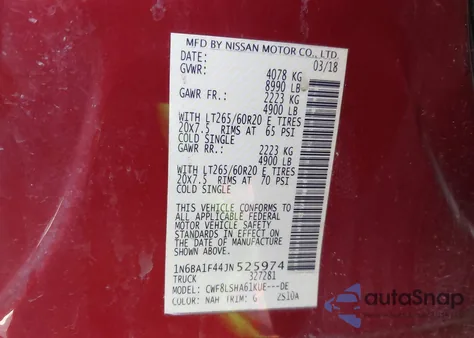 MFD BY NISSAN MOTOR CO., LTD.
DATE: 03/18
GVWR: 4078 KG
8990 LB
GAWR FR.: 2223 KG
4900 LB
WITH LT265/60R20 E TIRES
20x7.5 RIMS AT 65 PSI
COLD SINGLE
GAWR RR.: 2223 KG
4900 LB
WITH LT265/60R20 E TIRES
20x7.5 RIMS AT 70 PSI
COLD SINGLE
THIS VEHICLE CONFORMS TO
ALL APPLICABLE FEDERAL
MOTOR VEHICLE SAFETY
STANDARDS IN EFFECT ON
THE DATE OF MANUFACTURE
SHOWN ABOVE.
1N6BA1F44JN525974
TRUCK 327281
MODEL: CWF8LSHA61KUE---DE
COLOR: NAH TRIM: G 2S10A
autoSnap